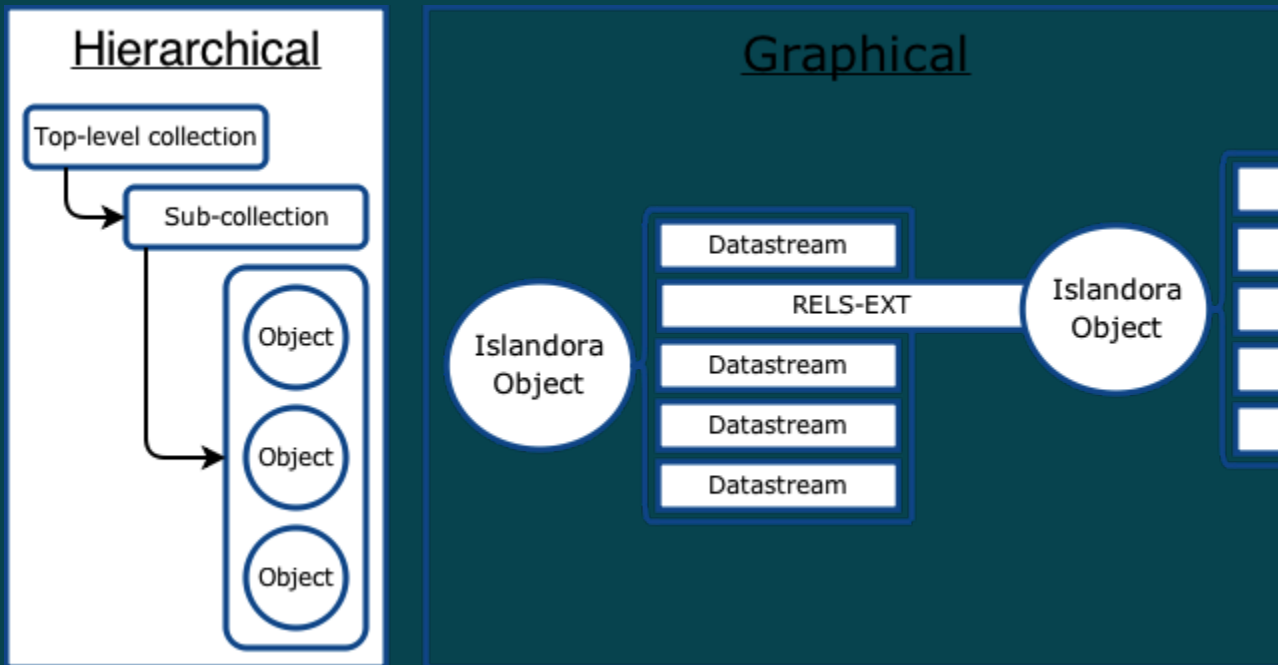 Hierarchical
Top-level collection
Sub-collection
Object
Object
Object
Graphical
Islandora
Object
Datastream
RELS-EXT
Datastream
Datastream
Datastream
Islandora
Object